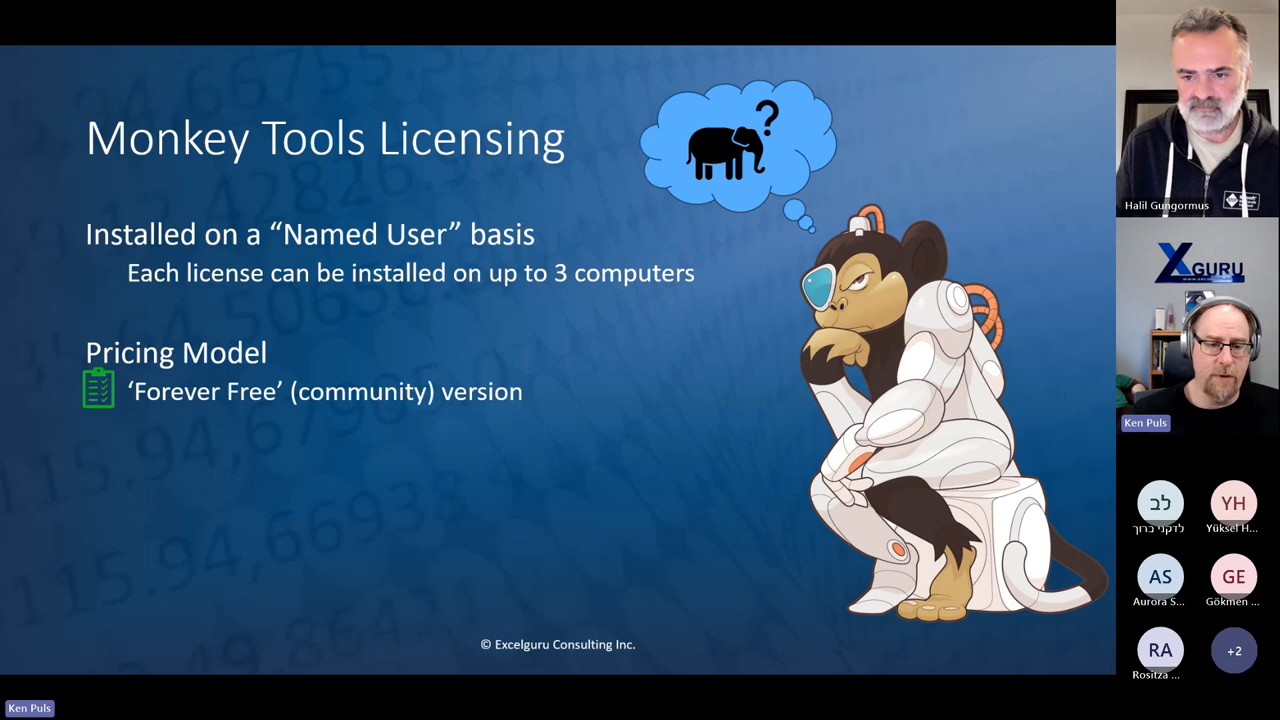 Monkey Tools Licensing
?
Installed on a “Named User” basis
Each license can be installed on up to 3 computers
Pricing Model
‘Forever Free’ (community) version
© Excelguru Consulting Inc.
Ken Puls
Halil Gungormus
XGURU
Ken Puls
לב
לדקני ברוך
YH
Yüksel H...
AS
Aurora S...
GE
Gökmen ...
RA
Rositza ...
+2